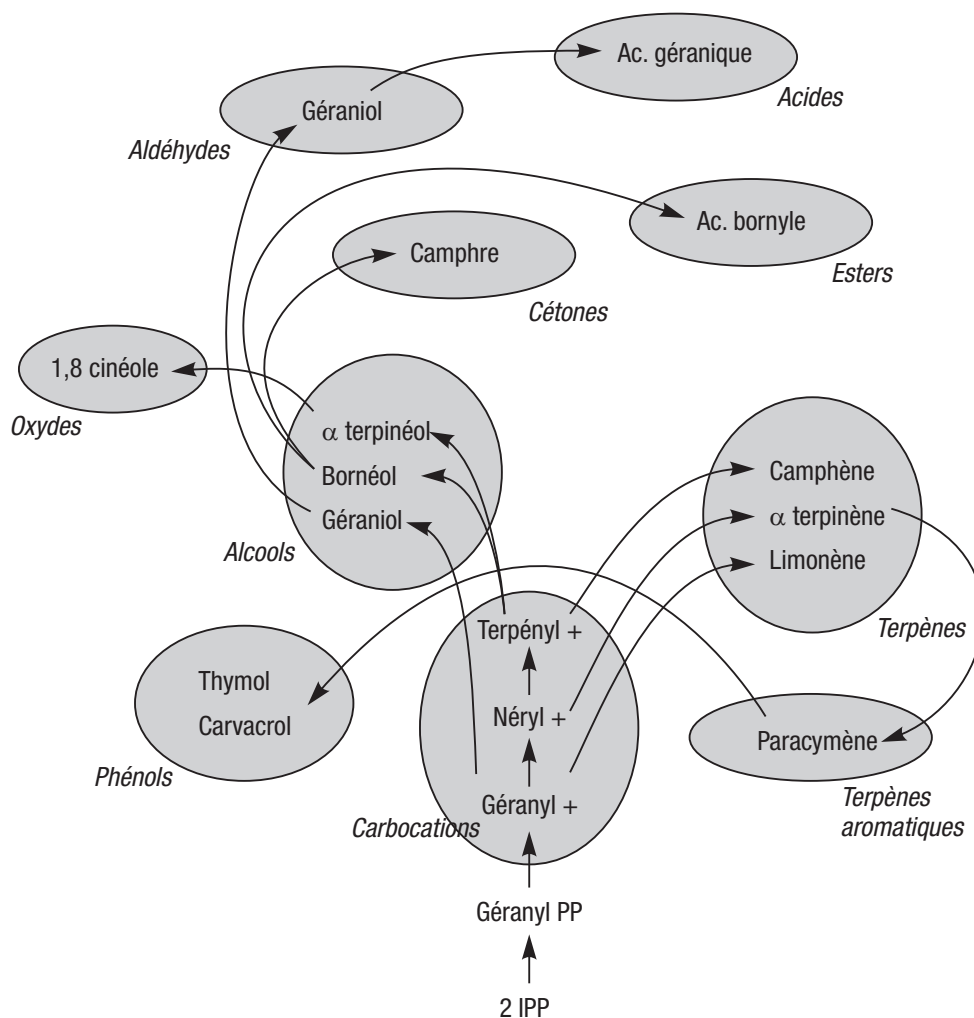 Ac. géranique
Acides
Géraniol
Aldéhydes
Ac. bornyle
Esters
Camphre
Cétones
1,8 cinéole
Oxydes
α terpinéol
Bornéol
Géraniol
Alcools
Camphène
α terpinène
Limonène
Terpènes
Terpényl +
Néryl +
Géranyl +
Carbocations
Thymol
Carvacrol
Phénols
Paracymène
Terpènes
aromatiques
Géranyl PP
2 IPP